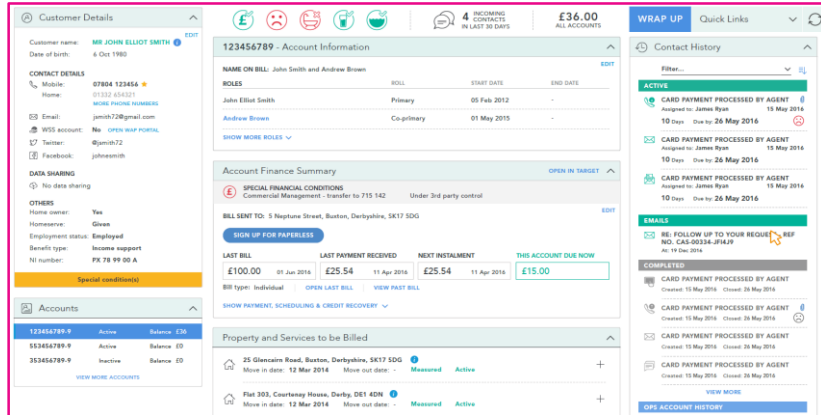 Customer Details
EDIT
Customer name: MR JOHN ELLIOT SMITH
Date of birth: 6 Oct 1980
CONTACT DETAILS
Mobile: 07804 123456
Home: 01332 654321
MORE PHONE NUMBERS
Email: jsmith72@gmail.com
WSS account: No OPEN WAP PORTAL
Twitter: @jsmith72
Facebook: johnesmith
DATA SHARING
No data sharing
OTHERS
Home owner: Yes
Homeserve: Given
Employment status: Employed
Benefit type: Income support
NI number: PX 78 99 00 A
Special condition(s)
Accounts
123456789-9 Active Balance £36
553456789-9 Active Balance £0
353456789-9 Inactive Balance £0
VIEW MORE ACCOUNTS
4 INCOMING CONTACTS IN LAST 30 DAYS
£36.00
ALL ACCOUNTS
WRAP UP Quick Links
123456789 - Account Information
EDIT
NAME ON BILL: John Smith and Andrew Brown
ROLES ROLL START DATE END DATE
John Elliot Smith Primary 05 Feb 2012 -
Andrew Brown Co-primary 01 May 2015 -
SHOW MORE ROLES
Account Finance Summary OPEN IN TARGET
SPECIAL FINANCIAL CONDITIONS
Commercial Management - transfer to 715 142 Under 3rd party control
BILL SENT TO: 5 Neptune Street, Buxton, Derbyshire, SK17 5DG EDIT
SIGN UP FOR PAPERLESS
LAST BILL LAST PAYMENT RECEIVED NEXT INSTALMENT THIS ACCOUNT DUE NOW
£100.00 01 Jun 2016 £25.54 11 Apr 2016 £25.54 11 Apr 2016 £15.00
Bill type: Individual OPEN LAST BILL VIEW PAST BILL
SHOW PAYMENT, SCHEDULING & CREDIT RECOVERY
Property and Services to be Billed
25 Glencairn Road, Buxton, Derbyshire, SK17 5DG
Move in date: 12 Mar 2014 Move out date: - Measured Active
Flat 303, Courtenay House, Derby, DE1 4DN
Move in date: 12 Mar 2014 Move out date: - Measured Active
Contact History
Filter...
ACTIVE
CARD PAYMENT PROCESSED BY AGENT
Assigned to: James Ryan 15 May 2016
10 Days Due by: 26 May 2016
CARD PAYMENT PROCESSED BY AGENT
Assigned to: James Ryan 15 May 2016
10 Days Due by: 26 May 2016
CARD PAYMENT PROCESSED BY AGENT
Assigned to: James Ryan 15 May 2016
10 Days Due by: 26 May 2016
EMAILS
RE: FOLLOW UP TO YOUR REQUEST REF
NO. CAS-00334-JFI4J9
At: 19 Dec 2016
COMPLETED
CARD PAYMENT PROCESSED BY AGENT
Created: 15 May 2016 Closed: 26 May 2016
CARD PAYMENT PROCESSED BY AGENT
Created: 15 May 2016 Closed: 26 May 2016
CARD PAYMENT PROCESSED BY AGENT
Created: 15 May 2016 Closed: 26 May 2016
CARD PAYMENT PROCESSED BY AGENT
Created: 15 May 2016 Closed: 26 May 2016
VIEW MORE
OPS ACCOUNT HISTORY